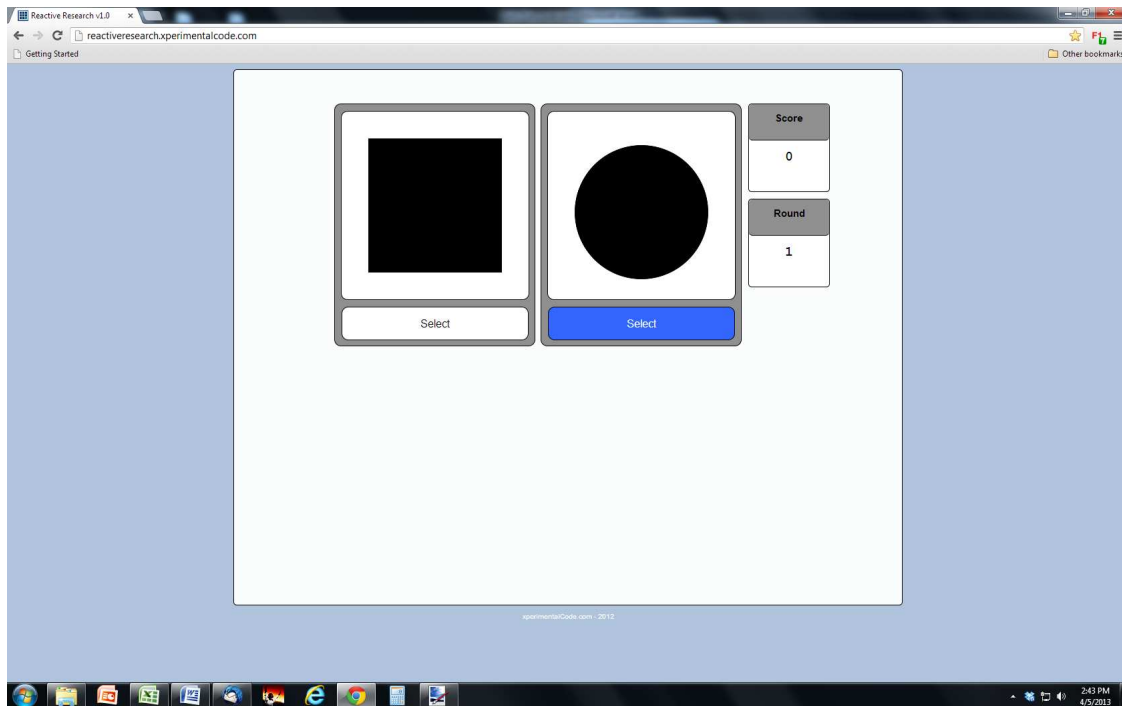 Reactive Research v1.0
reactiveresearch.xperimentalcode.com
Getting Started
Other bookmarks
Score
0
Round
1
Select
Select
xperimentalCode.com - 2012
2:43 PM
4/5/2013